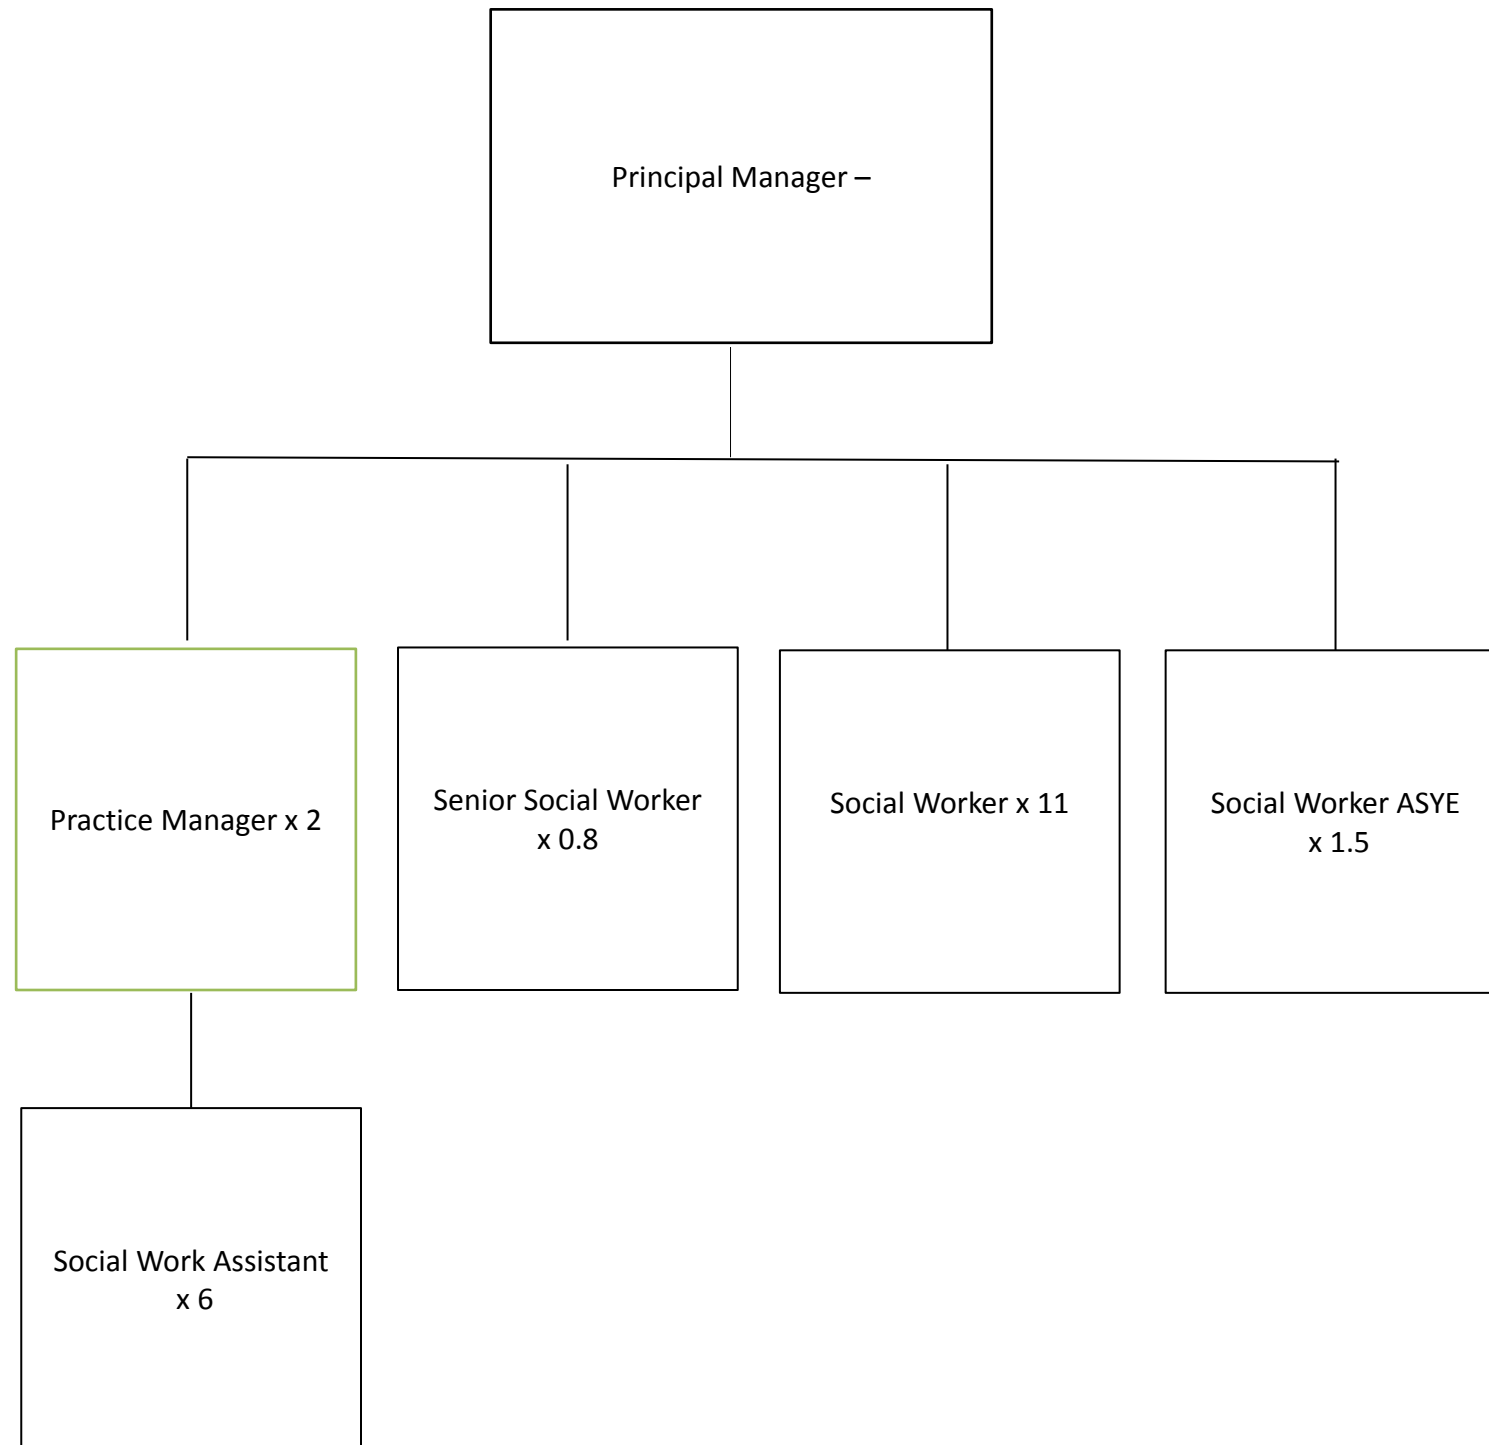 Principal Manager –
Practice Manager x 2
Senior Social Worker
x 0.8
Social Worker x 11
Social Worker ASYE
x 1.5
Social Work Assistant
x 6